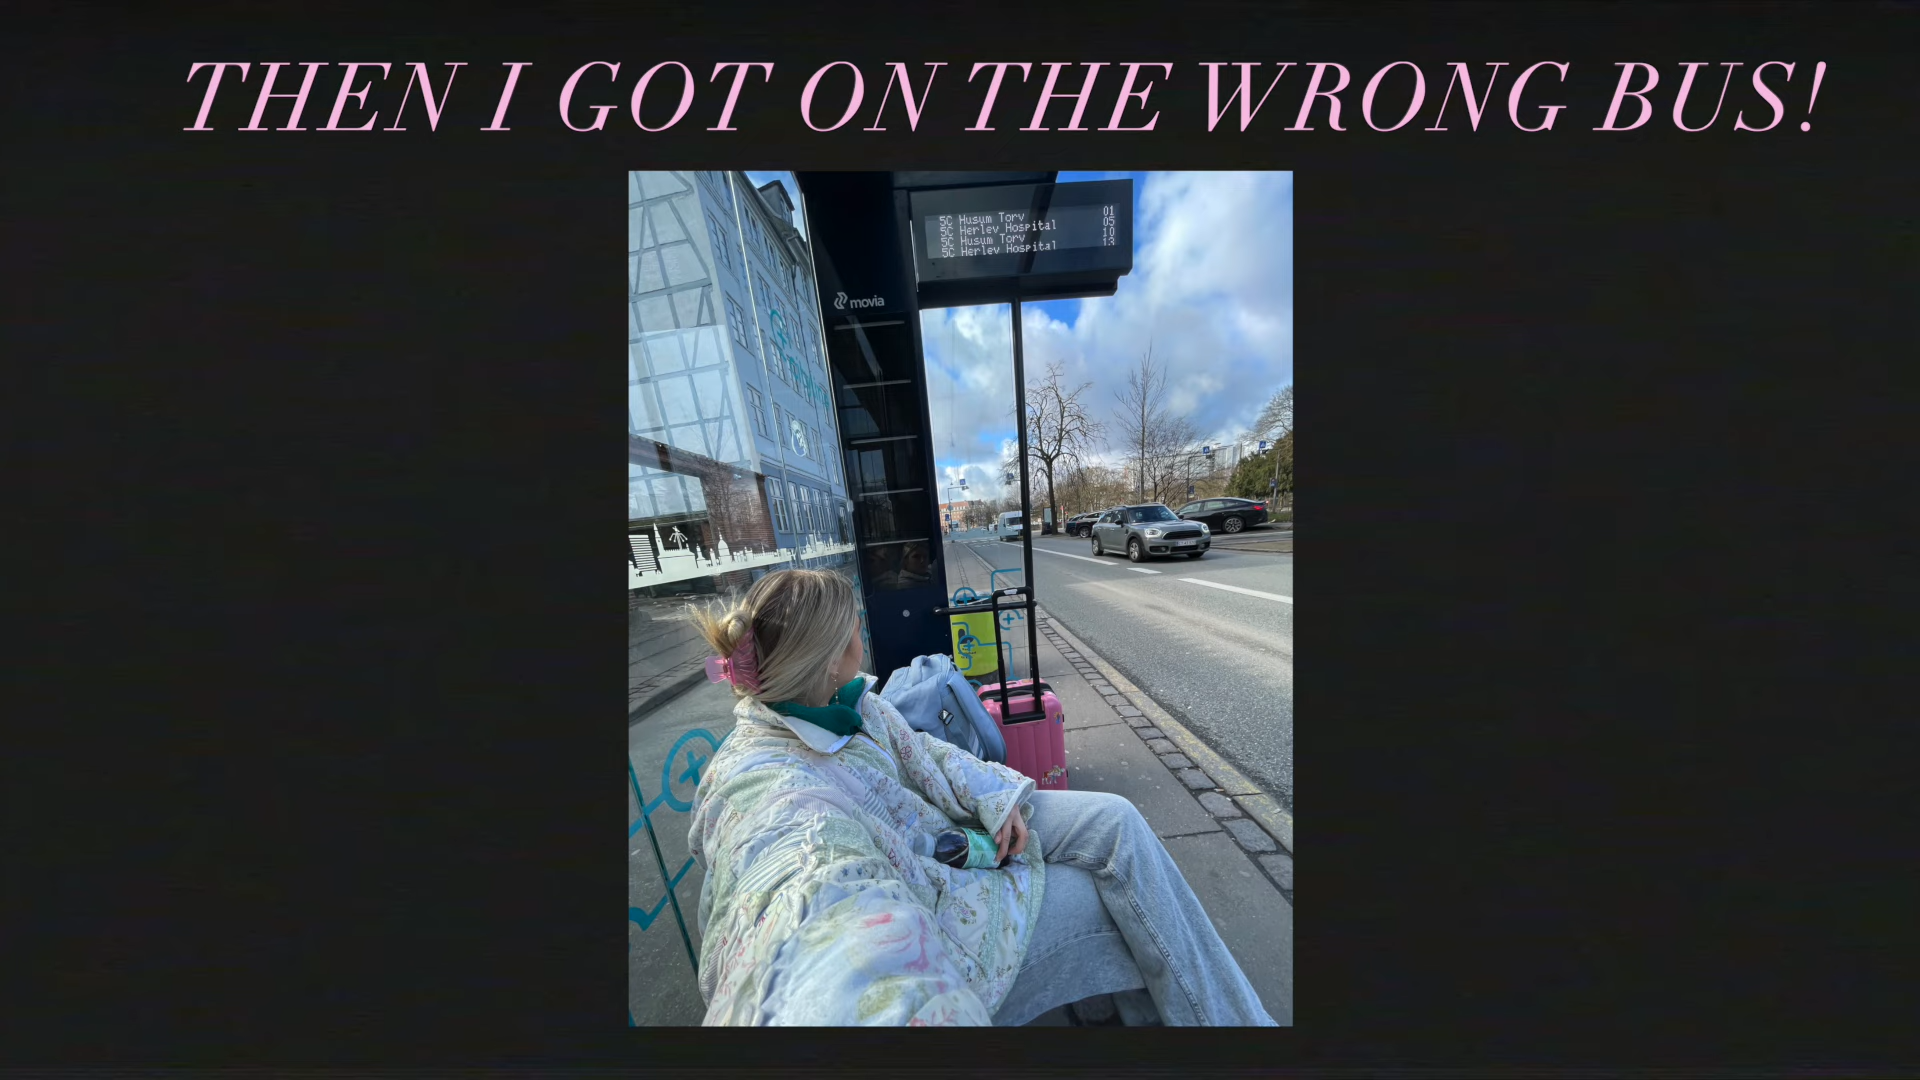 THEN I GOT ON THE WRONG BUS!
5C Husum Torv 01
5C Herlev Hospital 05
5C Husum Torv 10
5C Herlev Hospital 13
movia